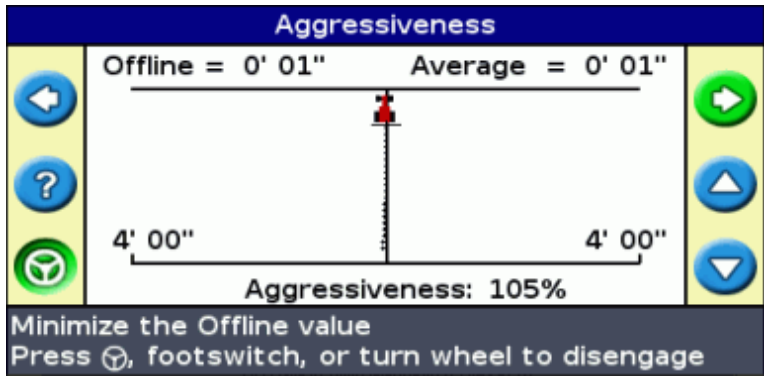 Aggressiveness
Offline = 0' 01" Average = 0' 01"
?
4' 00" 4' 00"
Aggressiveness: 105%
Minimize the Offline value
Press , footswitch, or turn wheel to disengage